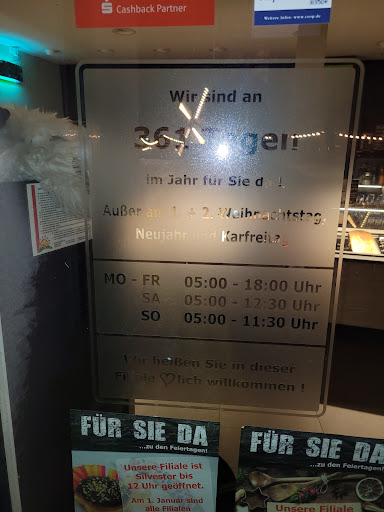 Cashback Partner
Weitere Infos:
Wir sind an
361 Tagen
im Jahr für Sie da !
Außer am 1. + 2. Weihnachtstag,
Neujahr und Karfreitag
MO - FR 05:00 - 18:00 Uhr
SA 05:00 - 12:30 Uhr
SO 05:00 - 11:30 Uhr
Wir heißen Sie in dieser
Filiale ♡lich willkommen !
FÜR SIE DA
...zu den Feiertagen!
Unsere Filiale ist
Silvester bis
12 Uhr geöffnet.
Am 1. Januar sind
alle Filialen
FÜR SIE DA
...zu den Feiertagen!
Unsere Filiale